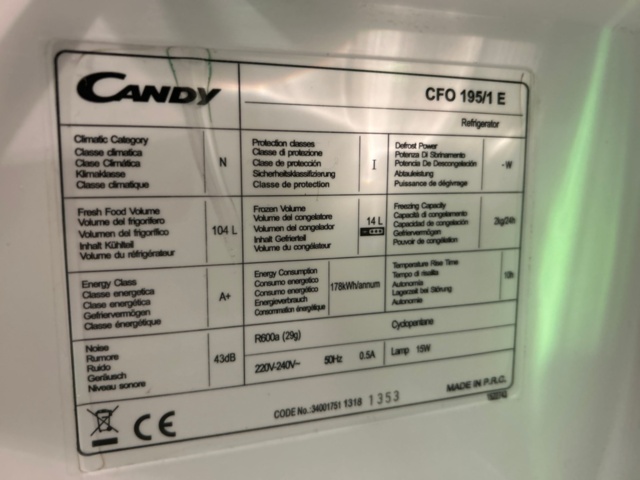 CANDY
CFO 195/1 E
Refrigerator
Climatic Category
Classe climatica
Clase Climática
Klimaklasse
Classe climatique
N
Protection classes
Classe di protezione
Clase de protección
Sicherheitsklassifizierung
Classe de protection
I
Defrost Power
Potenza Di Sbrinamento
Potencia De Descongelación
Abtauleistung
Puissance de dégivrage
- W
Fresh Food Volume
Volume del frigorifero
Volumen del frigorífico
Inhalt Kühlteil
Volume du réfrigérateur
104 L
Frozen Volume
Volume del congelatore
Volumen del congelador
Inhalt Gefrierteil
Volume du congélateur
14 L
Freezing Capacity
Capacità di congelamento
Capacidad de congelación
Gefriervermögen
Pouvoir de congélation
2kg/24h
Energy Class
Classe energetica
Clase energética
Gefriervermögen
Classe énergétique
A+
Energy Consumption
Consumo energetico
Consumo energético
Energieverbrauch
Consommation énergétique
178kWh/annum
Temperature Rise Time
Tempo di risalita
Autonomía
Lagerzeit bei Störung
Autonomie
10h
Noise
Rumore
Ruido
Geräusch
Niveau sonore
43dB
R600a (29g)
Cyclopentane
220V-240V~ 50Hz 0.5A
Lamp 15W
CE
CODE No.:34001751 1318 1353
MADE IN P.R.C.